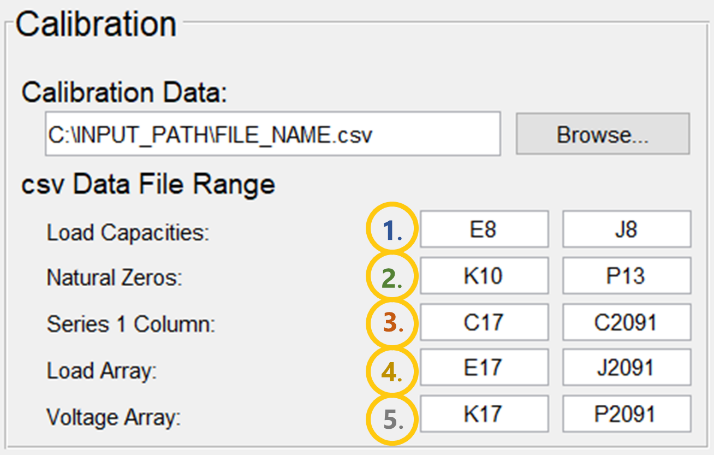 Calibration
Calibration Data:
C:\INPUT_PATH\FILE_NAME.csv Browse...
csv Data File Range
Load Capacities: 1. E8 J8
Natural Zeros: 2. K10 P13
Series 1 Column: 3. C17 C2091
Load Array: 4. E17 J2091
Voltage Array: 5. K17 P2091